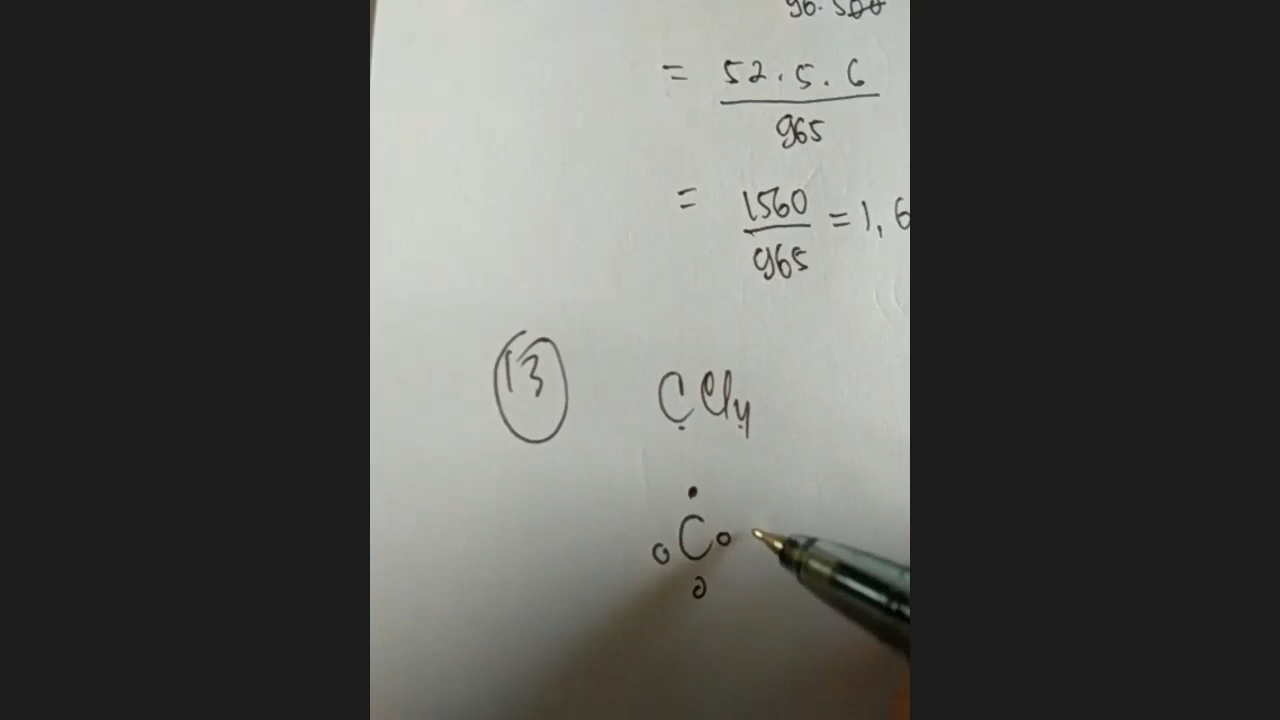 = 52 . 5 . 6 / 965
= 1560 / 965 = 1, 6
13 CCl4
C